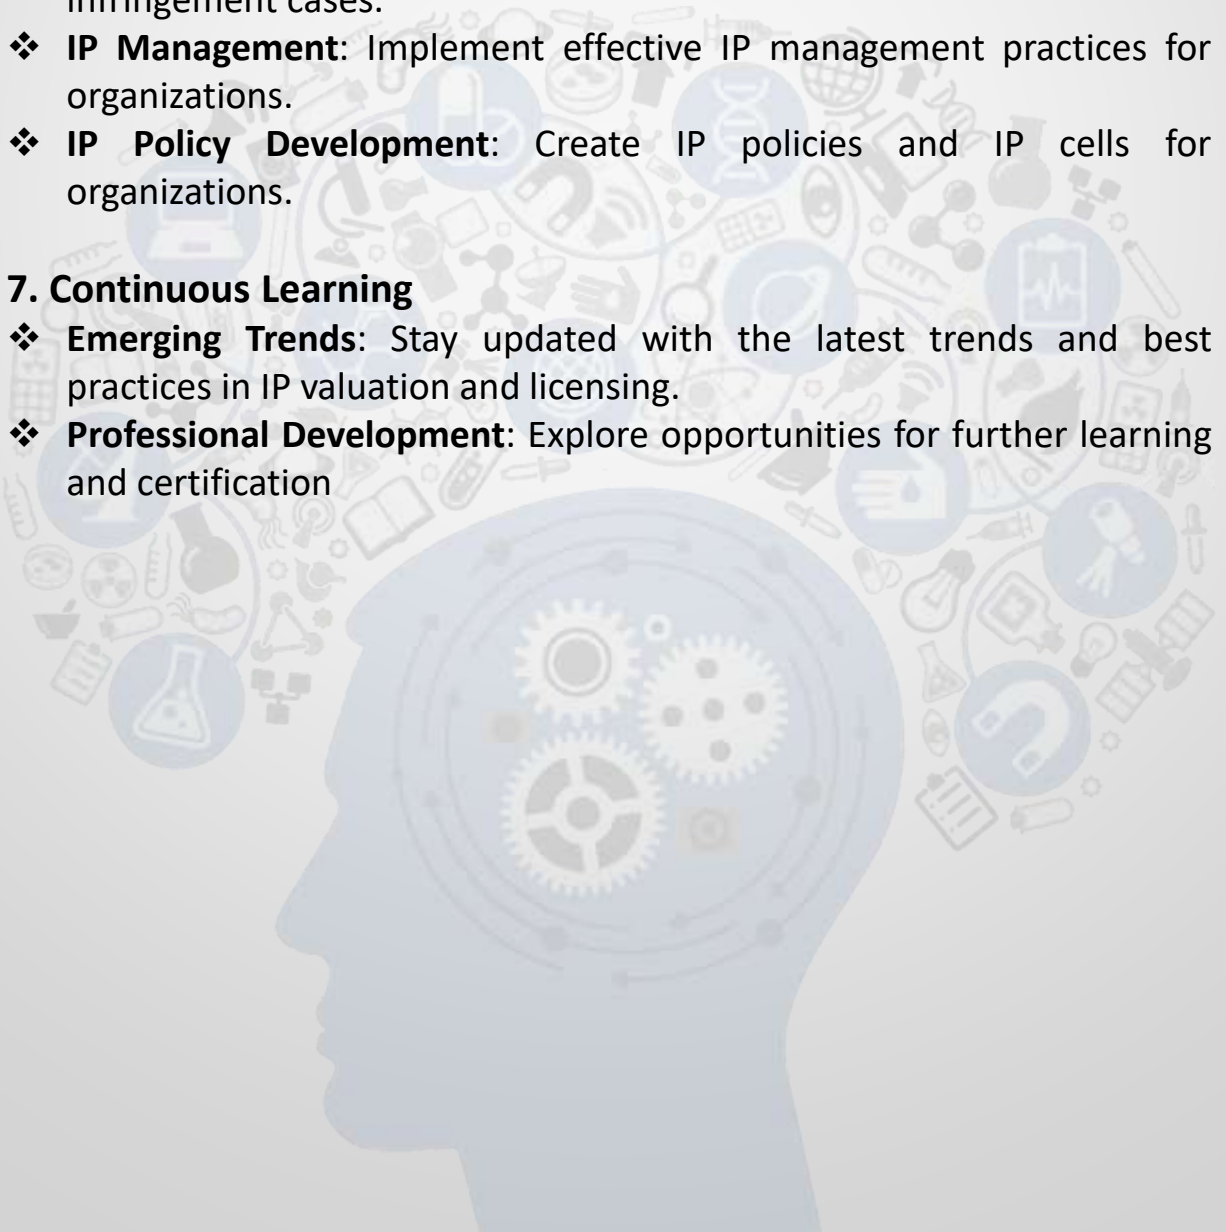 infringement cases.
❖ IP Management: Implement effective IP management practices for
organizations.
❖ IP Policy Development: Create IP policies and IP cells for
organizations.
7. Continuous Learning
❖ Emerging Trends: Stay updated with the latest trends and best
practices in IP valuation and licensing.
❖ Professional Development: Explore opportunities for further learning
and certification